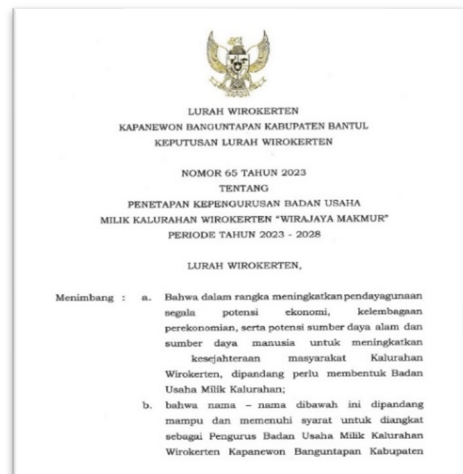 LURAH WIROKERTEN
KAPANEWON BANGUNTAPAN KABUPATEN BANTUL
KEPUTUSAN LURAH WIROKERTEN
NOMOR 65 TAHUN 2023
TENTANG
PENETAPAN KEPENGURUSAN BADAN USAHA
MILIK KALURAHAN WIROKERTEN "WIRAJAYA MAKMUR"
PERIODE TAHUN 2023 - 2028
LURAH WIROKERTEN,
Menimbang : a. Bahwa dalam rangka meningkatkan pendayagunaan
segala potensi ekonomi, kelembagaan
perekonomian, serta potensi sumber daya alam dan
sumber daya manusia untuk meningkatkan
kesejahteraan masyarakat Kalurahan
Wirokerten, dipandang perlu membentuk Badan
Usaha Milik Kalurahan;
b. bahwa nama – nama dibawah ini dipandang
mampu dan memenuhi syarat untuk diangkat
sebagai Pengurus Badan Usaha Milik Kalurahan
Wirokerten Kapanewon Banguntapan Kabupaten